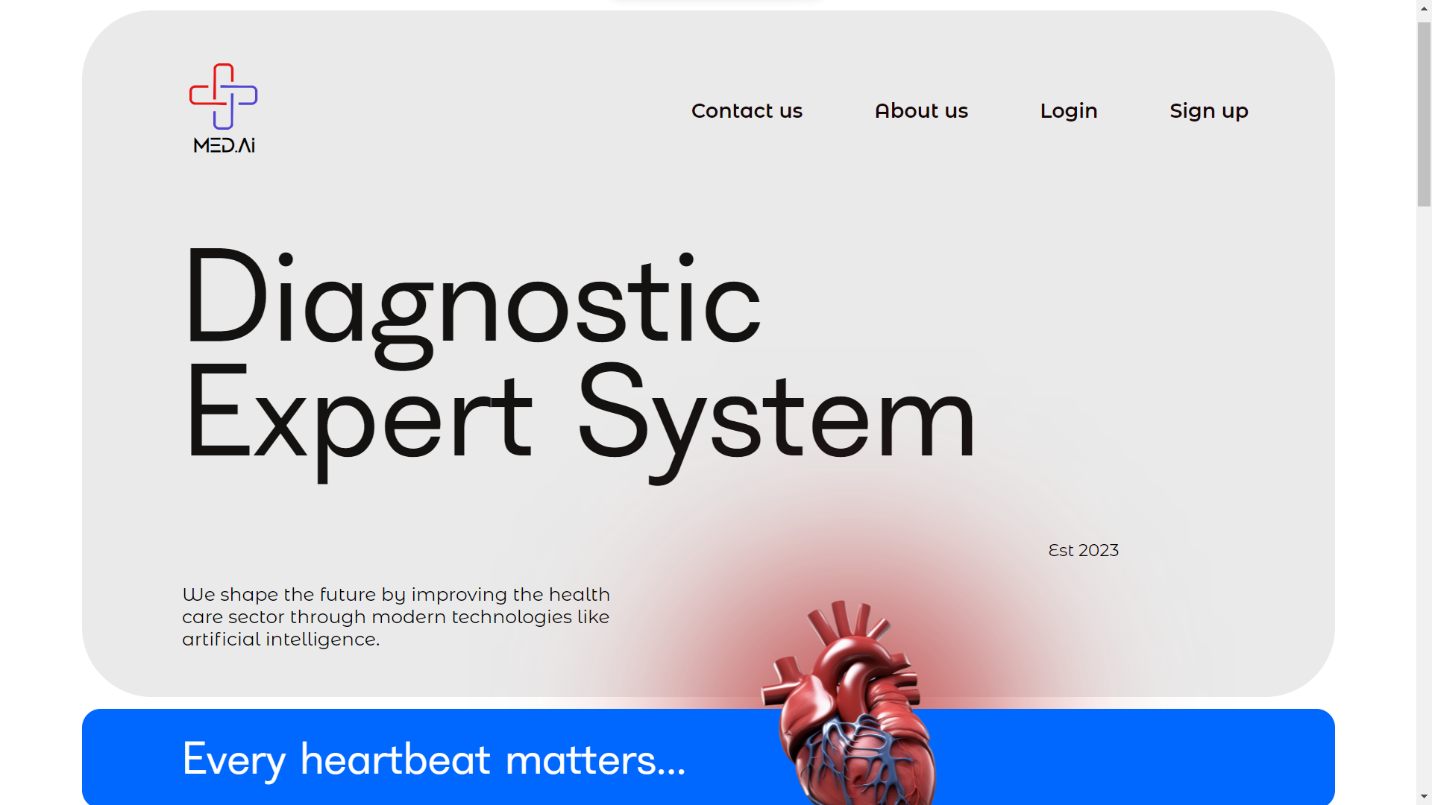 MED.Ai
Contact us
About us
Login
Sign up
Diagnostic
Expert System
Est 2023
We shape the future by improving the health
care sector through modern technologies like
artificial intelligence.
Every heartbeat matters...